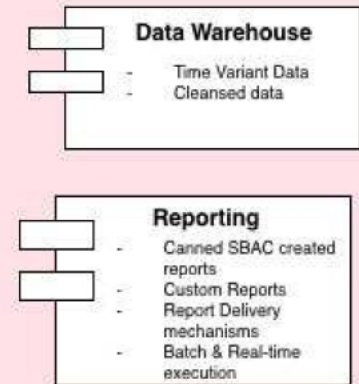 Data Warehouse
- Time Variant Data
- Cleansed data
Reporting
- Canned SBAC created
reports
- Custom Reports
- Report Delivery
mechanisms
- Batch & Real-time
execution